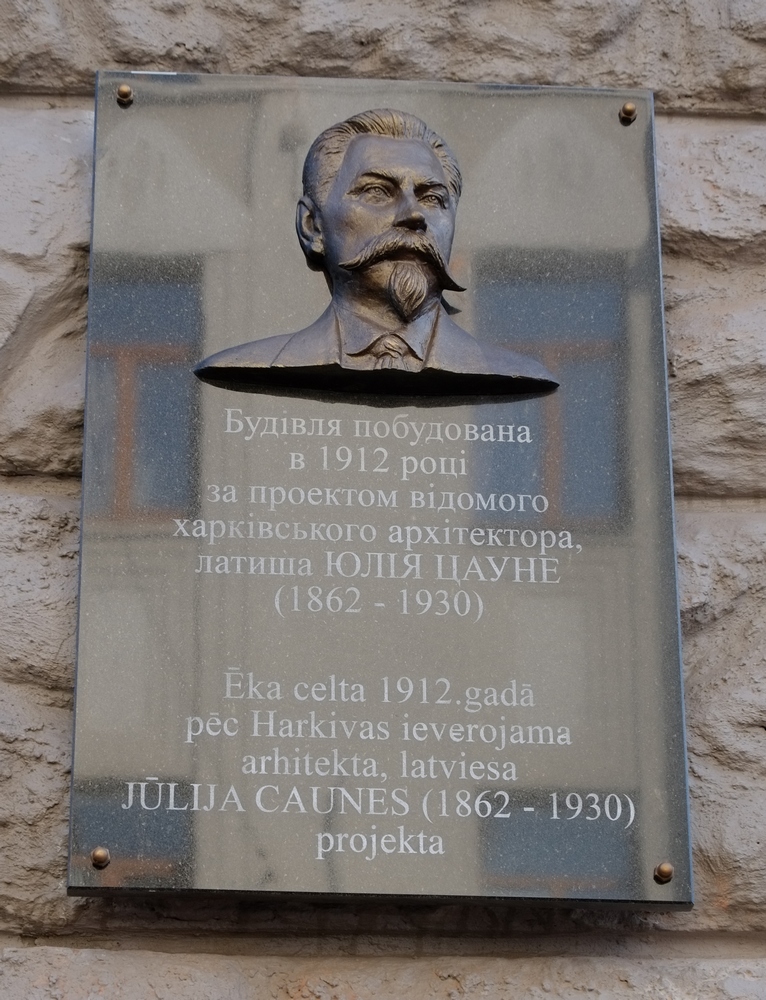 Будівля побудована
в 1912 році
за проектом відомого
харківського архітектора,
латиша ЮЛІЯ ЦАУНЕ
(1862 - 1930)
Ēka celta 1912.gadā
pēc Harkivas ieverojama
arhitekta, latviesa
JŪLIJA CAUNES (1862 - 1930)
projekta